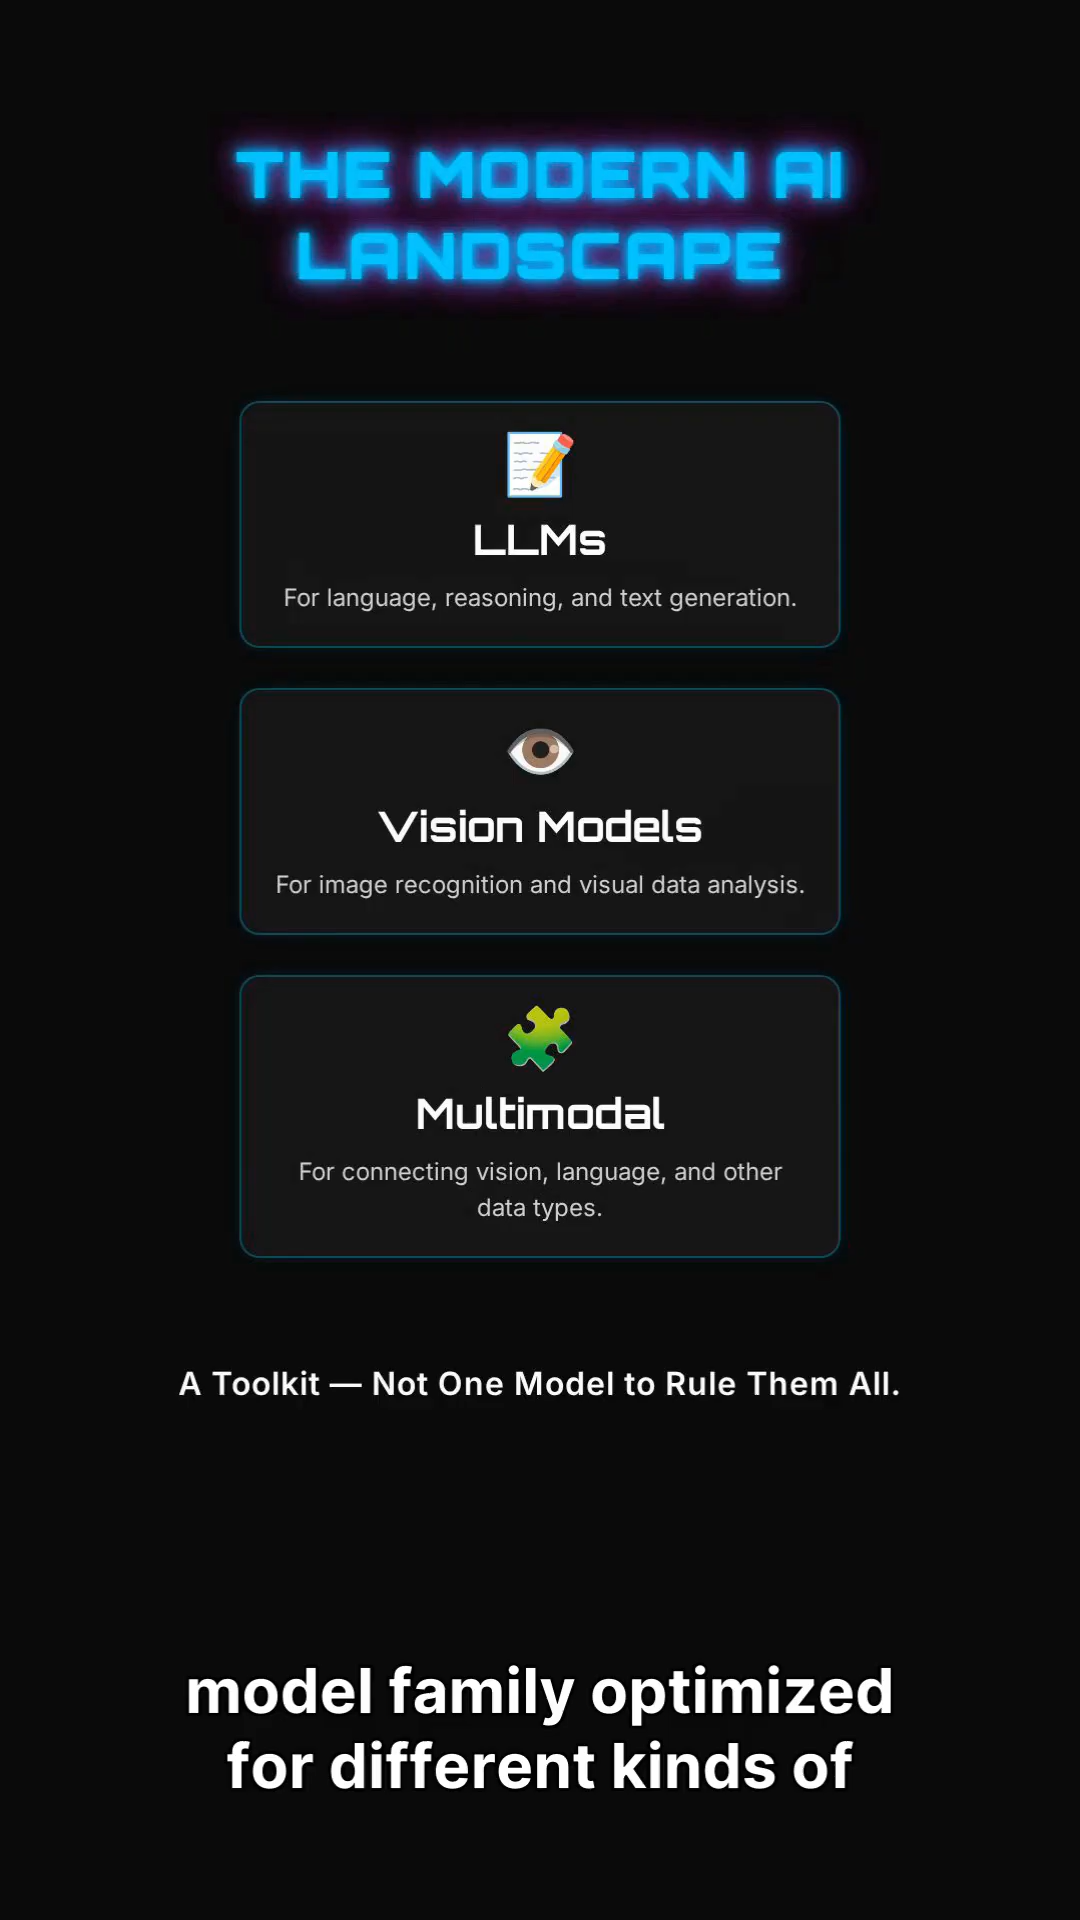 THE MODERN AI
LANDSCAPE
LLMs
For language, reasoning, and text generation.
Vision Models
For image recognition and visual data analysis.
Multimodal
For connecting vision, language, and other
data types.
A Toolkit — Not One Model to Rule Them All.
model family optimized
for different kinds of